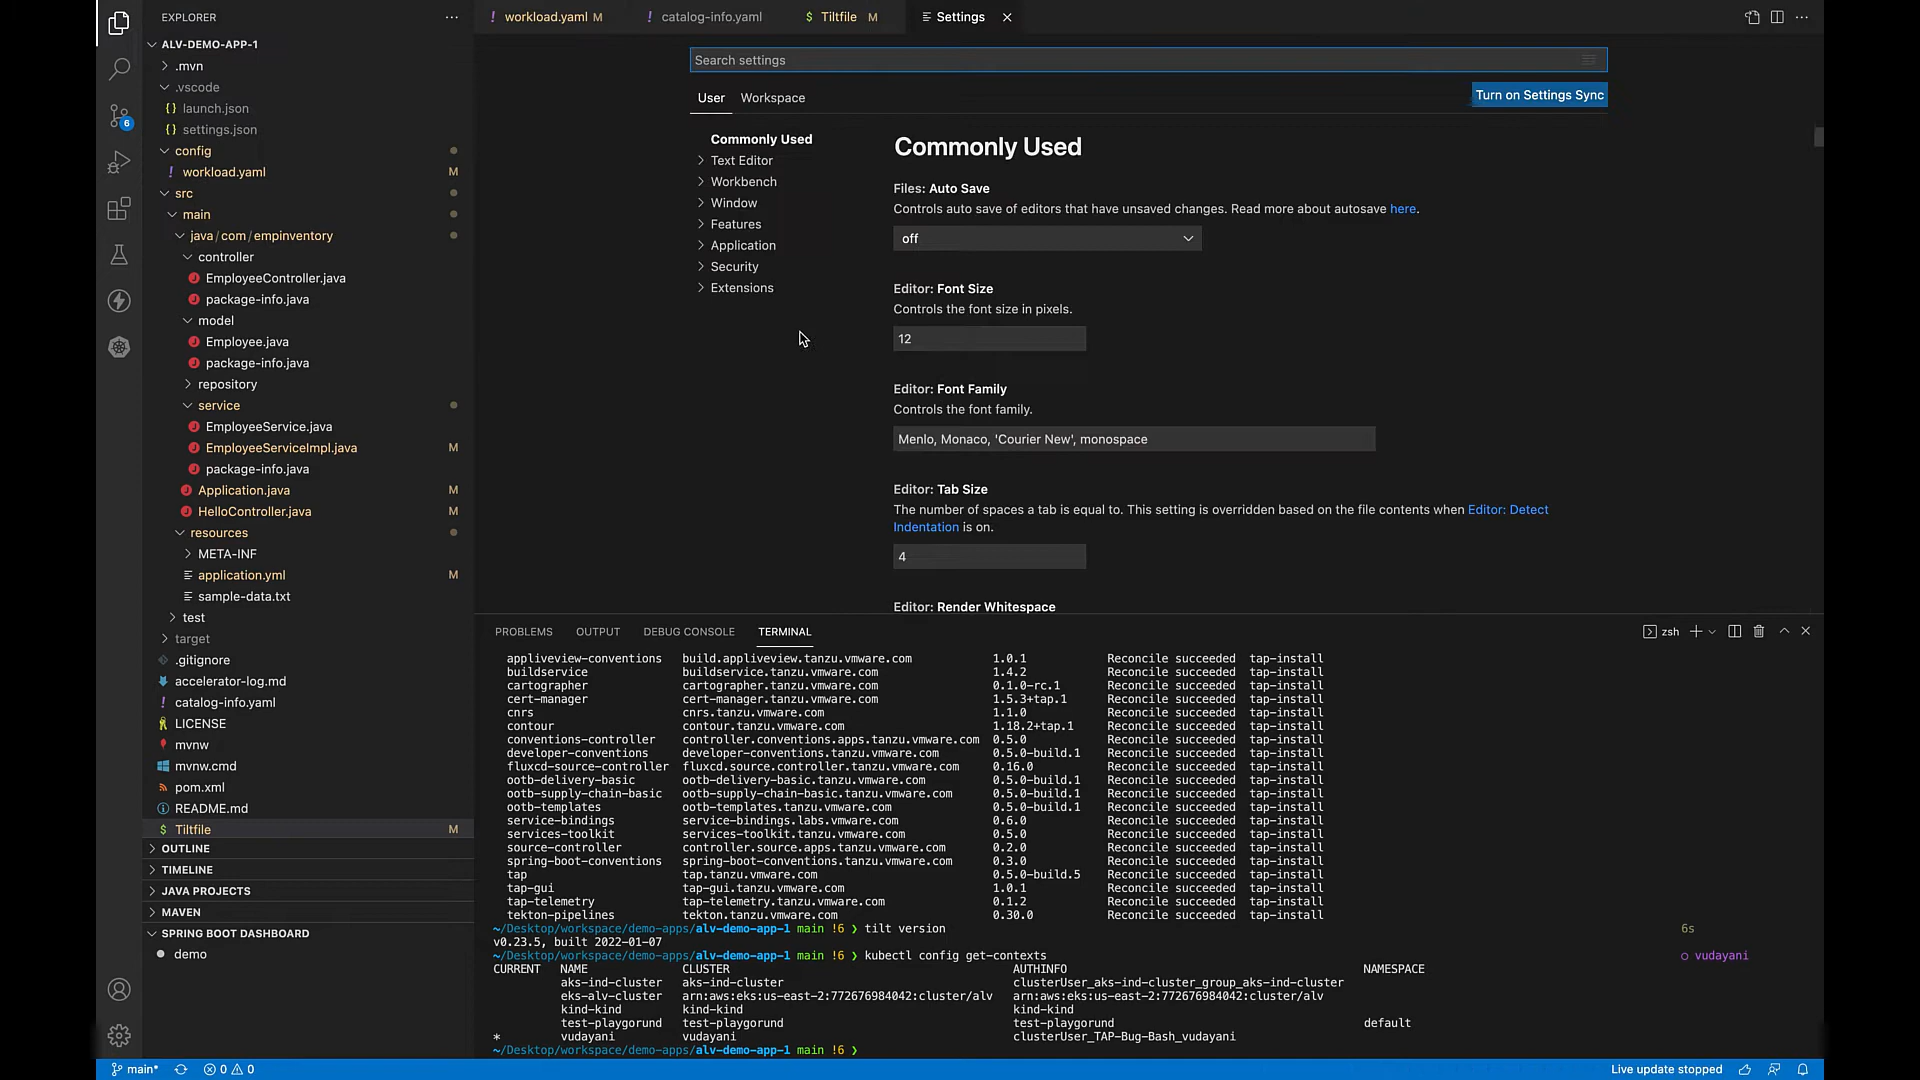 EXPLORER
ALV-DEMO-APP-1
.mvn
.vscode
{} launch.json
{} settings.json
config
! workload.yaml M
src
main
java / com / empinventory
controller
EmployeeController.java
package-info.java
model
Employee.java
package-info.java
repository
service
EmployeeService.java
EmployeeServiceImpl.java M
package-info.java
Application.java M
HelloController.java M
resources
META-INF
application.yml M
sample-data.txt
test
target
.gitignore
accelerator-log.md
! catalog-info.yaml
LICENSE
mvnw
mvnw.cmd
pom.xml
README.md
$ Tiltfile M
OUTLINE
TIMELINE
JAVA PROJECTS
MAVEN
SPRING BOOT DASHBOARD
demo
6
! workload.yaml M
! catalog-info.yaml
$ Tiltfile M
Settings
Search settings
User Workspace
Turn on Settings Sync
Commonly Used
Text Editor
Workbench
Window
Features
Application
Security
Extensions
Commonly Used
Files: Auto Save
Controls auto save of editors that have unsaved changes. Read more about autosave here.
off
Editor: Font Size
Controls the font size in pixels.
12
Editor: Font Family
Controls the font family.
Menlo, Monaco, 'Courier New', monospace
Editor: Tab Size
The number of spaces a tab is equal to. This setting is overridden based on the file contents when Editor: Detect
Indentation is on.
4
Editor: Render Whitespace
PROBLEMS OUTPUT DEBUG CONSOLE TERMINAL
zsh
appliveview-conventions build.appliveview.tanzu.vmware.com 1.0.1 Reconcile succeeded tap-install
buildservice buildservice.tanzu.vmware.com 1.4.2 Reconcile succeeded tap-install
cartographer cartographer.tanzu.vmware.com 0.1.0-rc.1 Reconcile succeeded tap-install
cert-manager cert-manager.tanzu.vmware.com 1.5.3+tap.1 Reconcile succeeded tap-install
cnrs cnrs.tanzu.vmware.com 1.1.0 Reconcile succeeded tap-install
contour contour.tanzu.vmware.com 1.18.2+tap.1 Reconcile succeeded tap-install
conventions-controller controller.conventions.apps.tanzu.vmware.com 0.5.0 Reconcile succeeded tap-install
developer-conventions developer-conventions.tanzu.vmware.com 0.5.0-build.1 Reconcile succeeded tap-install
fluxcd-source-controller fluxcd.source.controller.tanzu.vmware.com 0.16.0 Reconcile succeeded tap-install
ootb-delivery-basic ootb-delivery-basic.tanzu.vmware.com 0.5.0-build.1 Reconcile succeeded tap-install
ootb-supply-chain-basic ootb-supply-chain-basic.tanzu.vmware.com 0.5.0-build.1 Reconcile succeeded tap-install
ootb-templates ootb-templates.tanzu.vmware.com 0.5.0-build.1 Reconcile succeeded tap-install
service-bindings service-bindings.labs.vmware.com 0.6.0 Reconcile succeeded tap-install
services-toolkit services-toolkit.tanzu.vmware.com 0.5.0 Reconcile succeeded tap-install
source-controller controller.source.apps.tanzu.vmware.com 0.2.0 Reconcile succeeded tap-install
spring-boot-conventions spring-boot-conventions.tanzu.vmware.com 0.3.0 Reconcile succeeded tap-install
tap tap.tanzu.vmware.com 0.5.0-build.5 Reconcile succeeded tap-install
tap-gui tap-gui.tanzu.vmware.com 1.0.1 Reconcile succeeded tap-install
tap-telemetry tap-telemetry.tanzu.vmware.com 0.1.2 Reconcile succeeded tap-install
tekton-pipelines tekton.tanzu.vmware.com 0.30.0 Reconcile succeeded tap-install
~/Desktop/workspace/demo-apps/alv-demo-app-1 main !6 ❯ tilt version 6s
v0.23.5, built 2022-01-07
~/Desktop/workspace/demo-apps/alv-demo-app-1 main !6 ❯ kubectl config get-contexts vudayani
CURRENT NAME CLUSTER AUTHINFO NAMESPACE
aks-ind-cluster aks-ind-cluster clusterUser_aks-ind-cluster_group_aks-ind-cluster
eks-alv-cluster arn:aws:eks:us-east-2:772676984042:cluster/alv arn:aws:eks:us-east-2:772676984042:cluster/alv
kind-kind kind-kind kind-kind
test-playgorund test-playgorund test-playgorund default
* vudayani vudayani clusterUser_TAP-Bug-Bash_vudayani
~/Desktop/workspace/demo-apps/alv-demo-app-1 main !6 ❯
main* 0 0
Live update stopped